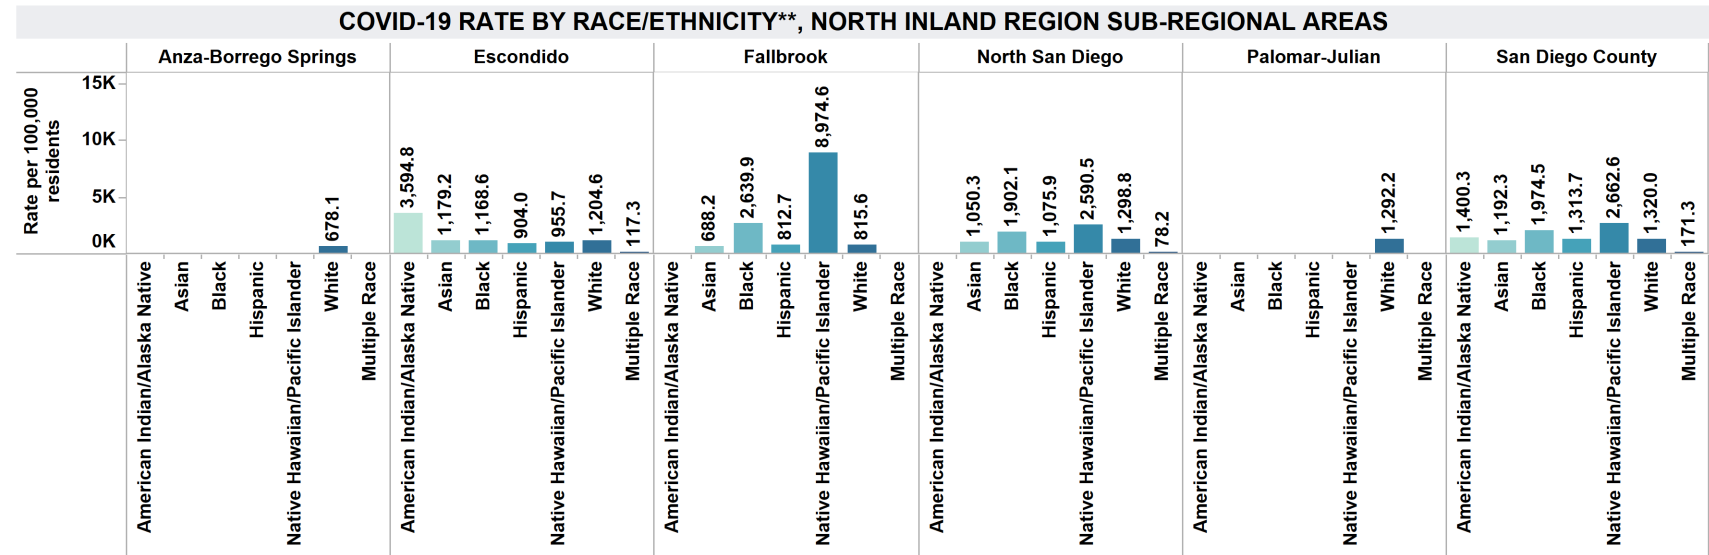 COVID-19 RATE BY RACE/ETHNICITY**, NORTH INLAND REGION SUB-REGIONAL AREAS
Anza-Borrego Springs
Escondido
Fallbrook
North San Diego
Palomar-Julian
San Diego County
Rate per 100,000
residents
15K
10K
5K
0K
678.1
3,594.8
1,179.2
1,168.6
904.0
955.7
1,204.6
117.3
688.2
2,639.9
812.7
8,974.6
815.6
1,050.3
1,902.1
1,075.9
2,590.5
1,298.8
78.2
1,292.2
1,400.3
1,192.3
1,974.5
1,313.7
2,662.6
1,320.0
171.3
American Indian/Alaska Native
Asian
Black
Hispanic
Native Hawaiian/Pacific Islander
White
Multiple Race
American Indian/Alaska Native
Asian
Black
Hispanic
Native Hawaiian/Pacific Islander
White
Multiple Race
American Indian/Alaska Native
Asian
Black
Hispanic
Native Hawaiian/Pacific Islander
White
Multiple Race
American Indian/Alaska Native
Asian
Black
Hispanic
Native Hawaiian/Pacific Islander
White
Multiple Race
American Indian/Alaska Native
Asian
Black
Hispanic
Native Hawaiian/Pacific Islander
White
Multiple Race
American Indian/Alaska Native
Asian
Black
Hispanic
Native Hawaiian/Pacific Islander
White
Multiple Race